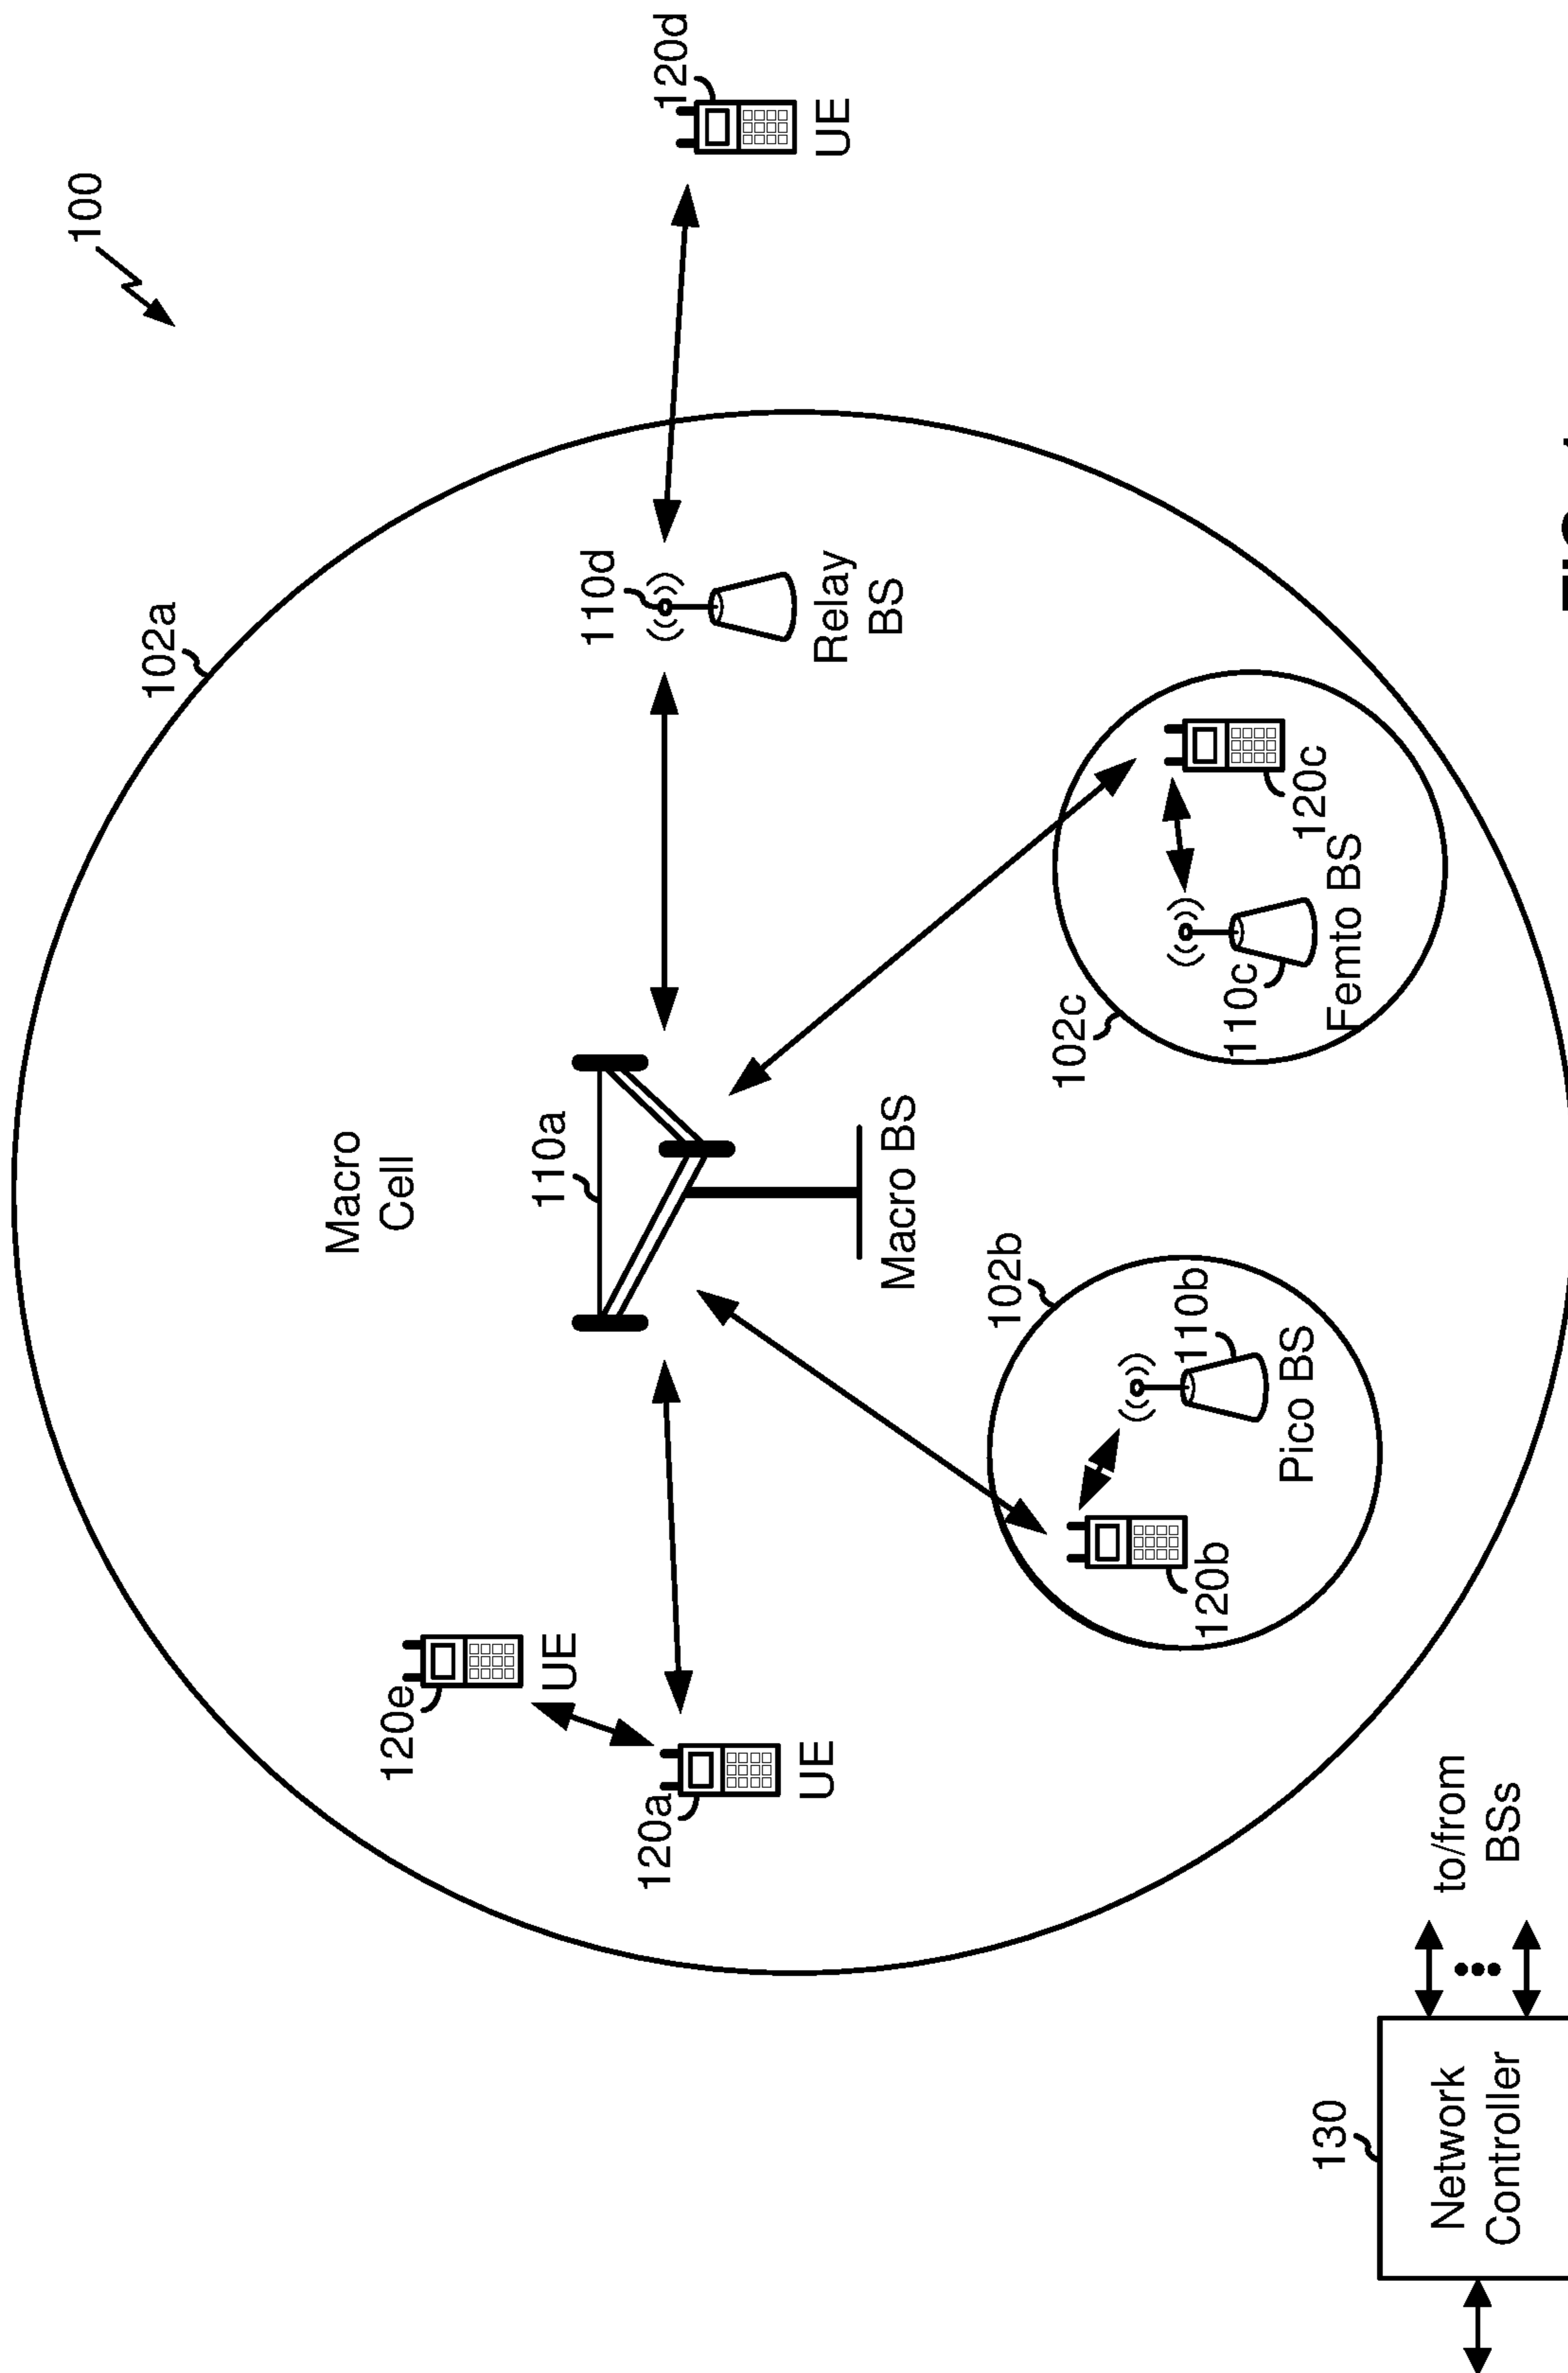 100
102a
Macro
Cell
110a
Macro BS
110d
Relay
BS
120d
UE
120e
UE
120a
UE
102b
110b
Pico BS
120b
102c
110c
Femto BS
120c
130
Network
Controller
to/from
BSs